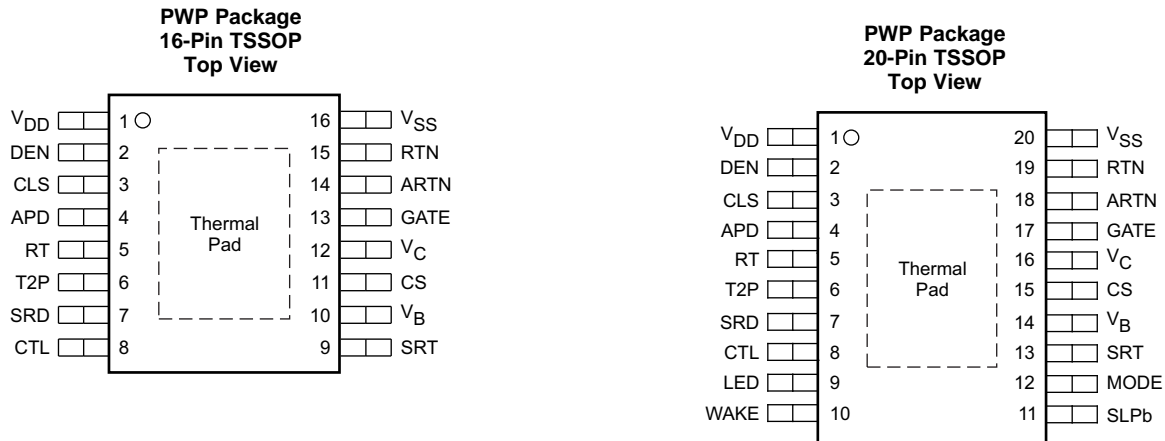 PWP Package
16-Pin TSSOP
Top View
VDD 1 16 VSS
DEN 2 15 RTN
CLS 3 14 ARTN
APD 4 13 GATE
RT 5 12 VC
T2P 6 11 CS
SRD 7 10 VB
CTL 8 9 SRT
Thermal
Pad
PWP Package
20-Pin TSSOP
Top View
VDD 1 20 VSS
DEN 2 19 RTN
CLS 3 18 ARTN
APD 4 17 GATE
RT 5 16 VC
T2P 6 15 CS
SRD 7 14 VB
CTL 8 13 SRT
LED 9 12 MODE
WAKE 10 11 SLPb
Thermal
Pad